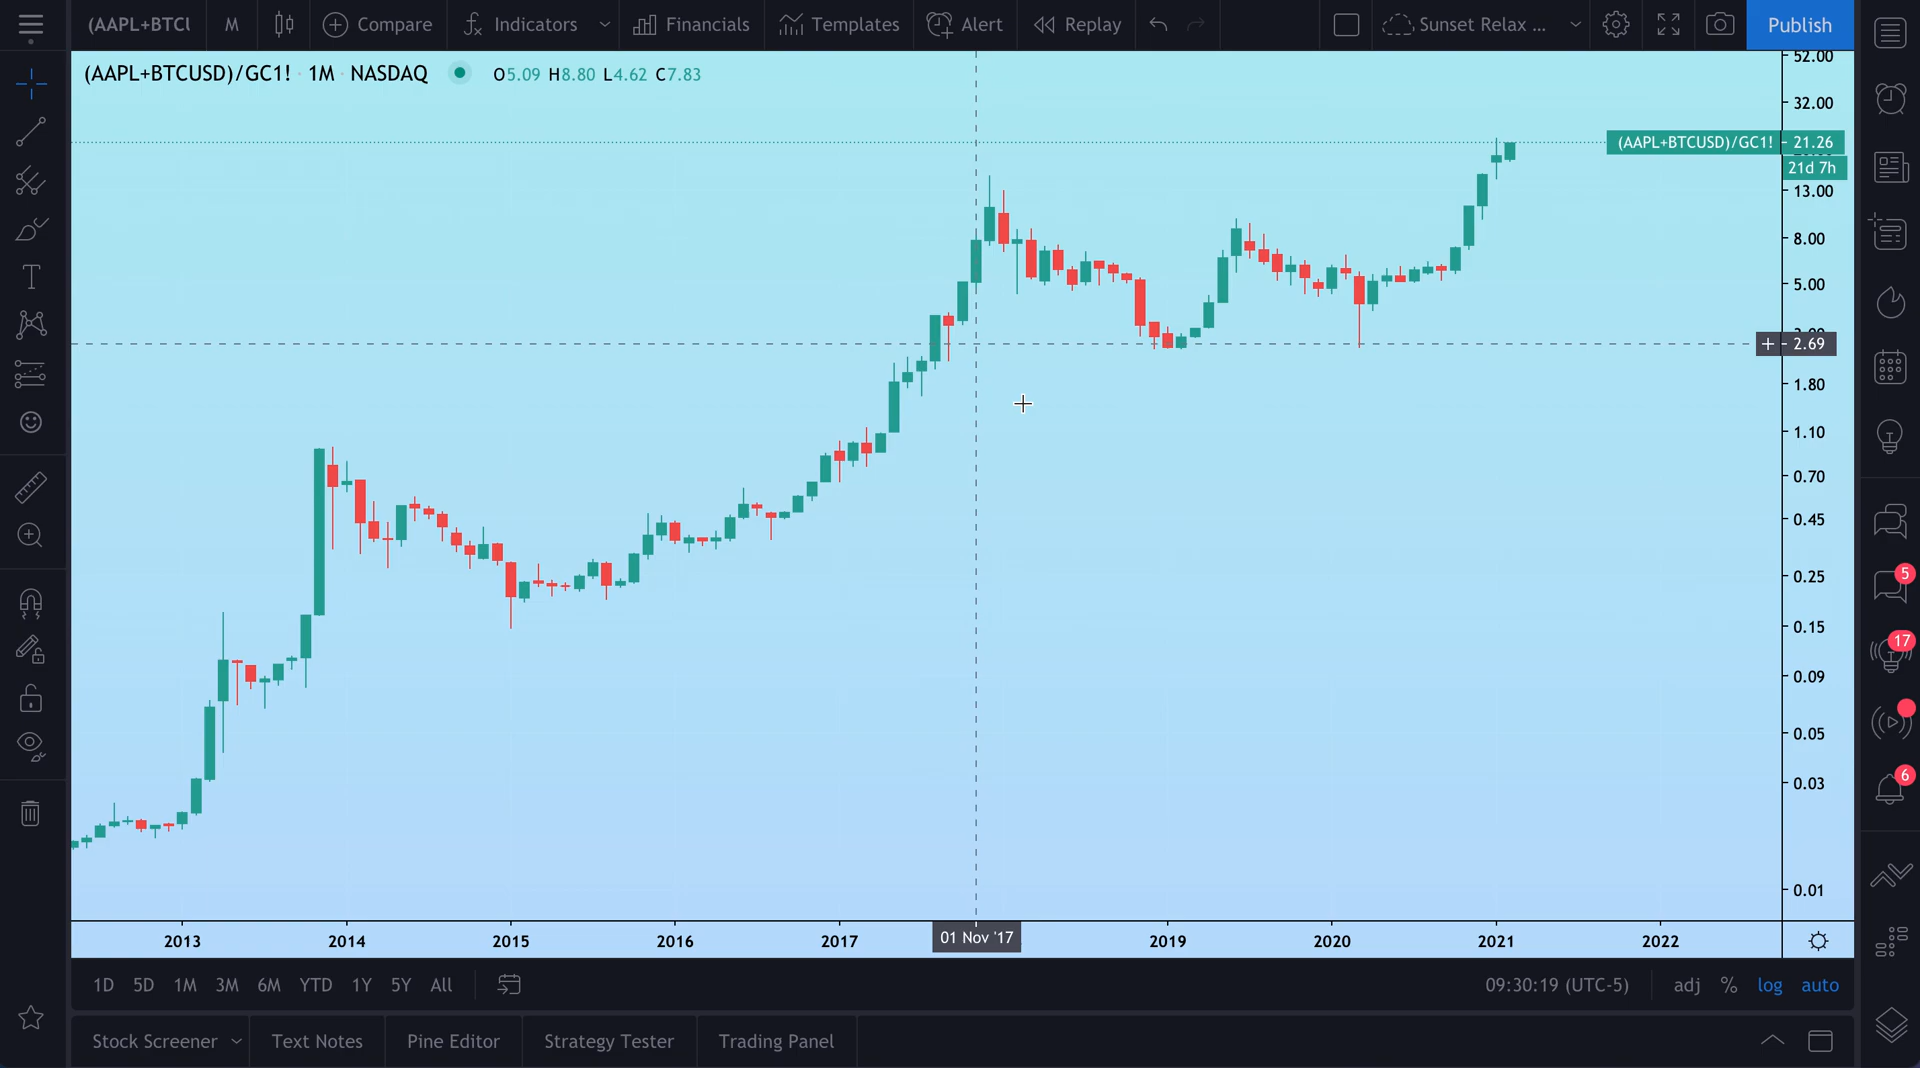 (AAPL+BTCU M Compare Indicators Financials Templates Alert Replay Sunset Relax ... Publish
(AAPL+BTCUSD)/GC1! · 1M · NASDAQ O5.09 H8.80 L4.62 C7.83
52.00
32.00
(AAPL+BTCUSD)/GC1! 21.26
21d 7h
13.00
8.00
5.00
2.69
1.80
1.10
0.70
0.45
0.25
0.15
0.09
0.05
0.03
0.01
2013 2014 2015 2016 2017 01 Nov '17 2019 2020 2021 2022
5
17
6
1D 5D 1M 3M 6M YTD 1Y 5Y All 09:30:19 (UTC-5) adj % log auto
Stock Screener Text Notes Pine Editor Strategy Tester Trading Panel